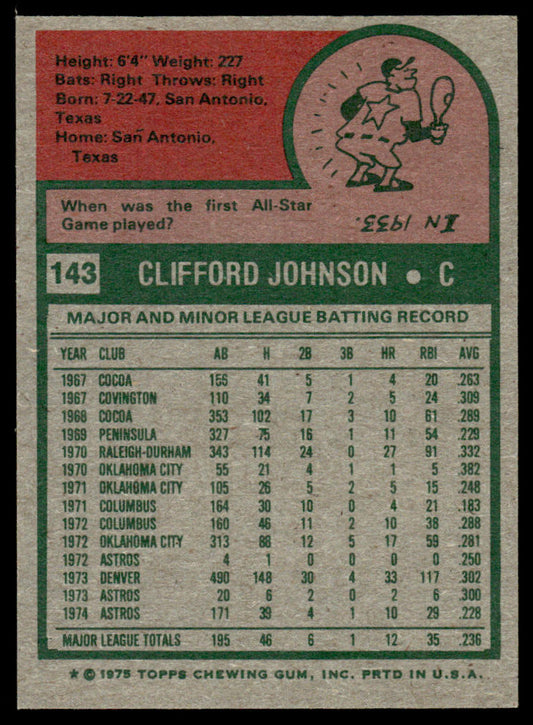 Height: 6'4" Weight: 227
Bats: Right Throws: Right
Born: 7-22-47, San Antonio,
Texas
Home: San Antonio,
Texas
When was the first All-Star
Game played?
IN 1933.
143 CLIFFORD JOHNSON • C
MAJOR AND MINOR LEAGUE BATTING RECORD
YEAR CLUB AB H 2B 3B HR RBI AVG
1967 COCOA 156 41 5 1 4 20 .263
1967 COVINGTON 110 34 7 2 5 24 .309
1968 COCOA 353 102 17 3 10 61 .289
1969 PENINSULA 327 75 16 1 11 54 .229
1970 RALEIGH-DURHAM 343 114 24 0 27 91 .332
1970 OKLAHOMA CITY 55 21 4 1 1 5 .382
1971 OKLAHOMA CITY 105 26 5 2 5 15 .248
1971 COLUMBUS 164 30 10 0 4 21 .183
1972 COLUMBUS 160 46 11 2 10 38 .288
1972 OKLAHOMA CITY 313 88 12 5 17 59 .281
1972 ASTROS 4 1 0 0 0 0 .250
1973 DENVER 490 148 30 4 33 117 .302
1973 ASTROS 20 6 2 0 2 6 .300
1974 ASTROS 171 39 4 1 10 29 .228
MAJOR LEAGUE TOTALS 195 46 6 1 12 35 .236
★ © 1975 TOPPS CHEWING GUM, INC. PRTD IN U.S.A.